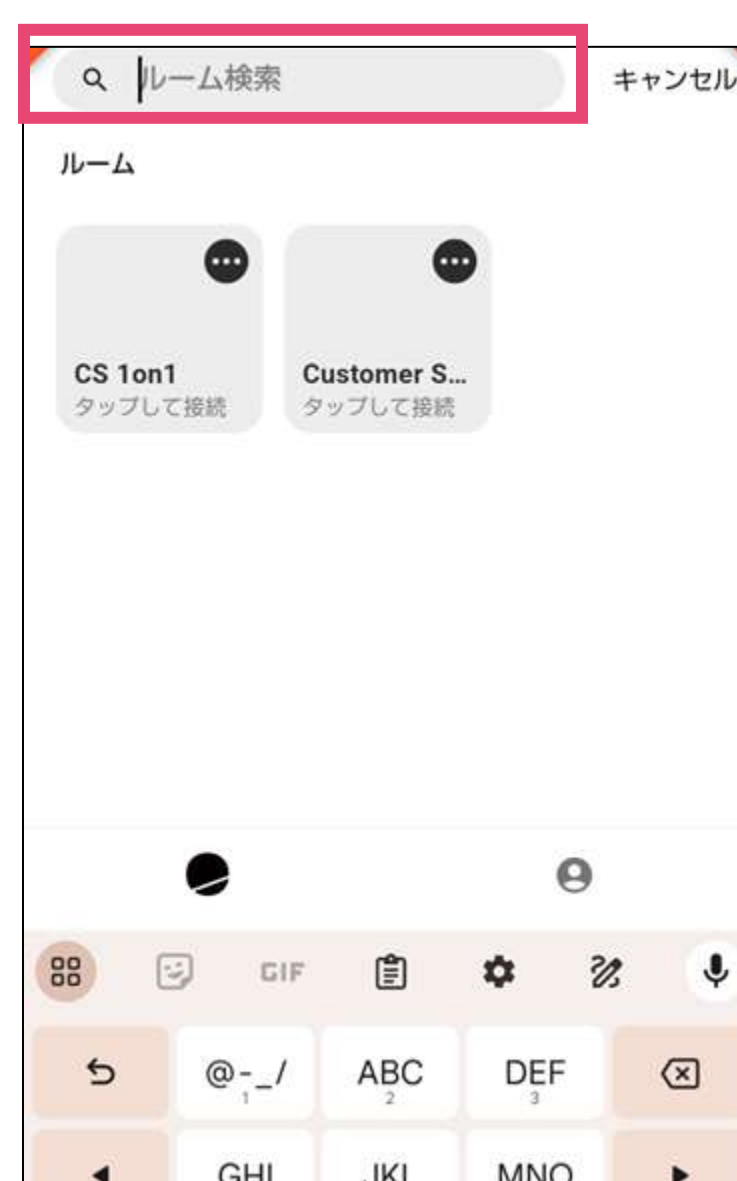 ルーム検索
キャンセル
ルーム
CS 1on1
タップして接続
Customer S...
タップして接続
GIF
@-_/
1
ABC
2
DEF
3
GHI
JKL
MNO